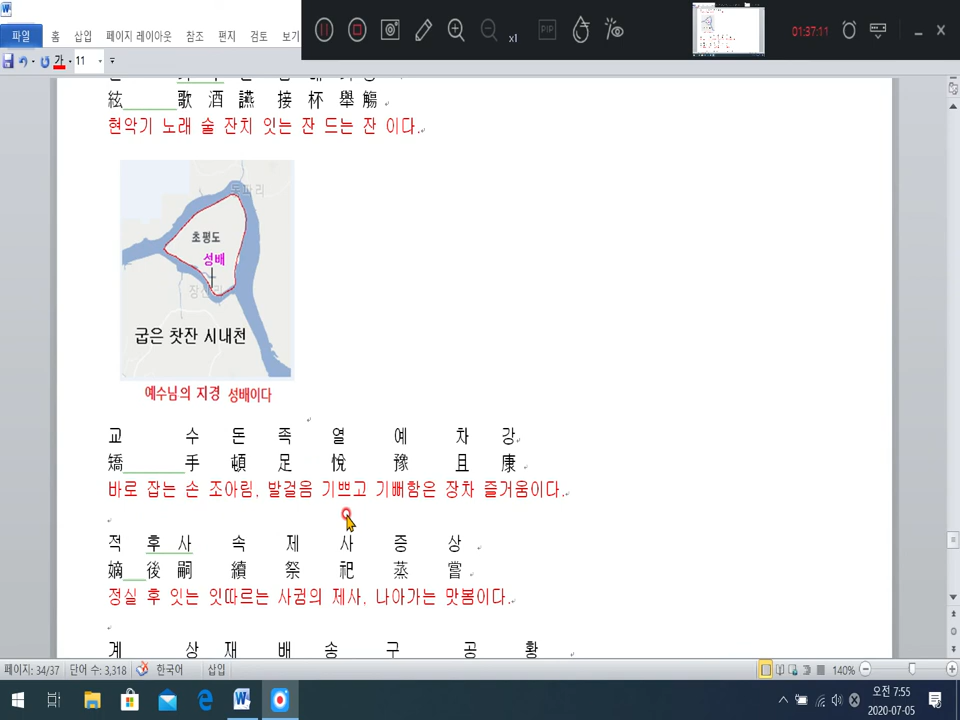 파일 홈 삽입 페이지 레이아웃 참조 편지 검토 보기
x1 PIP 01:37:11
가 11
絃 歌 酒 讌 接 杯 擧 觴
현악기 노래 술 잔치 잇는 잔 드는 잔 이다.
초평도
성배
굽은 찻잔 시내천
예수님의 지경 성배이다
교 수 돈 족 열 예 차 강
矯 手 頓 足 悅 豫 且 康
바로 잡는 손 조아림, 발걸음 기쁘고 기뻐함은 장차 즐거움이다.
적 후 사 속 제 사 증 상
嫡 後 嗣 續 祭 祀 蒸 嘗
정실 후 잇는 잇따르는 사귐의 제사, 나아가는 맛봄이다.
계 상 재 배 송 구 공 황
페이지: 34/37 단어 수: 3,318 한국어 삽입 140%
오전 7:55
2020-07-05